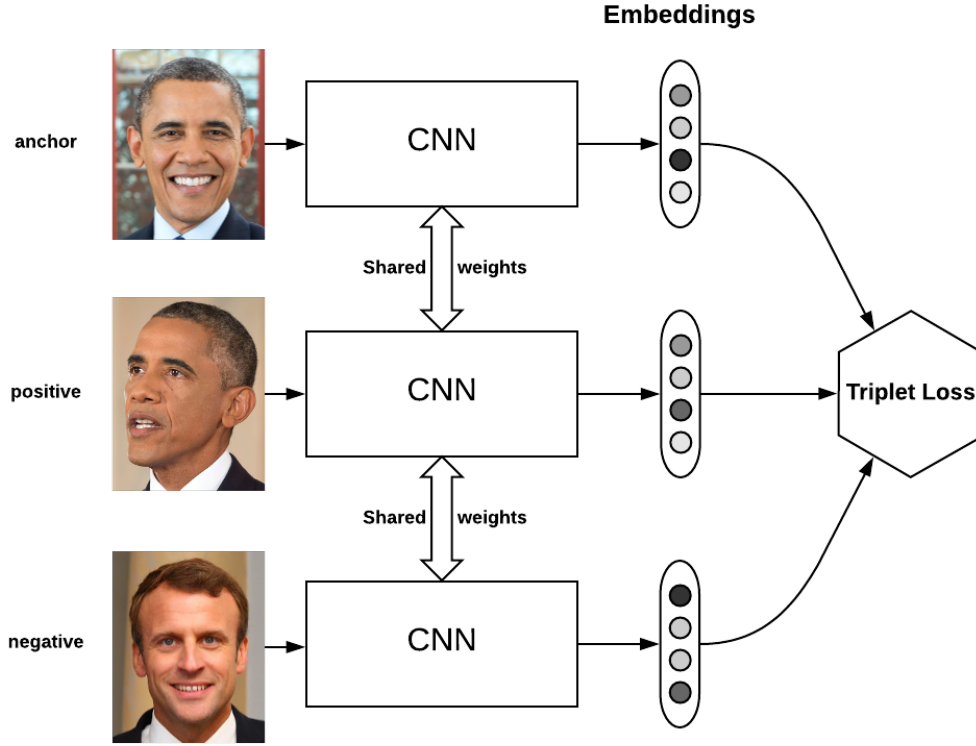 Embeddings
anchor
CNN
Shared weights
positive
CNN
Triplet Loss
Shared weights
negative
CNN